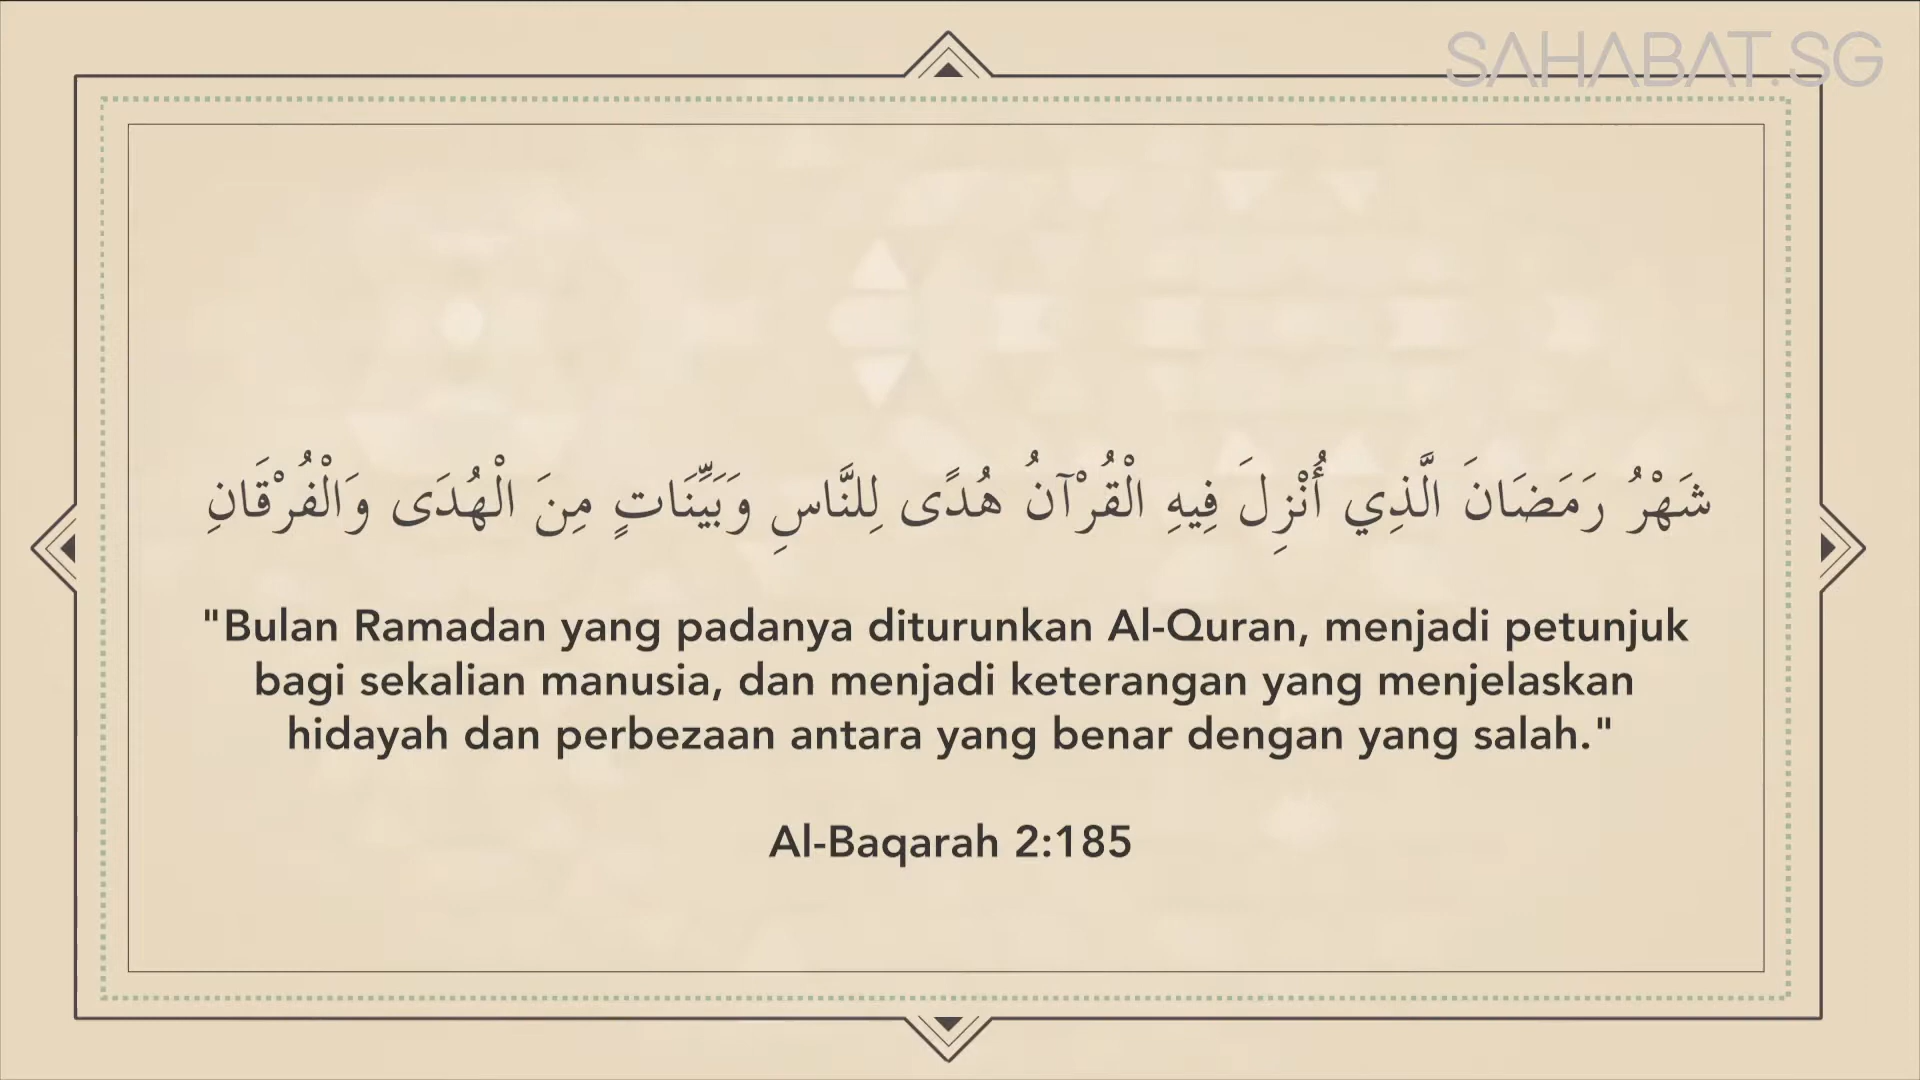 SAHABAT.SG
شَهْرُ رَمَضَانَ الَّذِي أُنْزِلَ فِيهِ الْقُرْآنُ هُدًى لِلنَّاسِ وَبَيِّنَاتٍ مِنَ الْهُدَى وَالْفُرْقَانِ
"Bulan Ramadan yang padanya diturunkan Al-Quran, menjadi petunjuk
bagi sekalian manusia, dan menjadi keterangan yang menjelaskan
hidayah dan perbezaan antara yang benar dengan yang salah."
Al-Baqarah 2:185